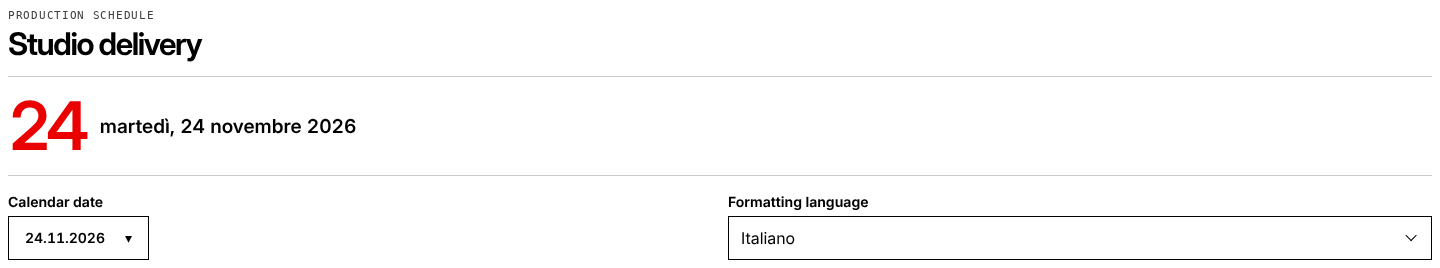 PRODUCTION SCHEDULE
Studio delivery
24 martedì, 24 novembre 2026
Calendar date
24.11.2026 ▼
Formatting language
Italiano